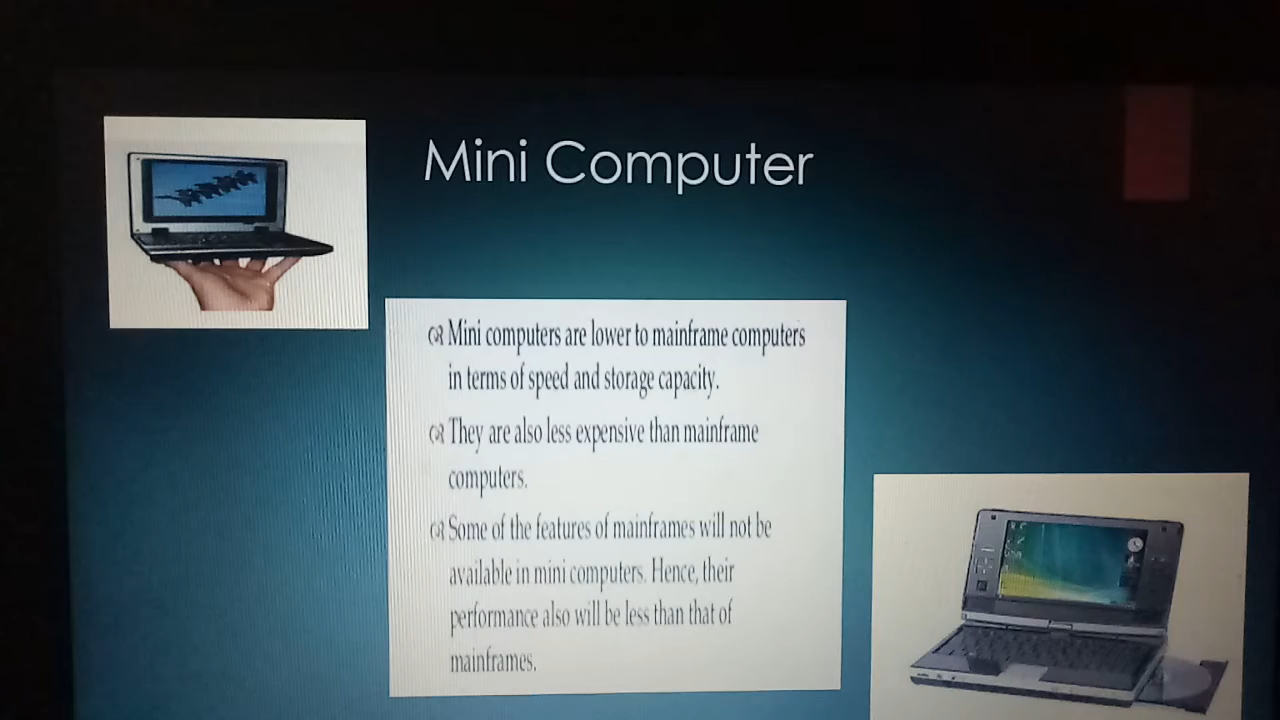 Mini Computer
Mini computers are lower to mainframe computers
in terms of speed and storage capacity.
They are also less expensive than mainframe
computers.
Some of the features of mainframes will not be
available in mini computers. Hence, their
performance also will be less than that of
mainframes.